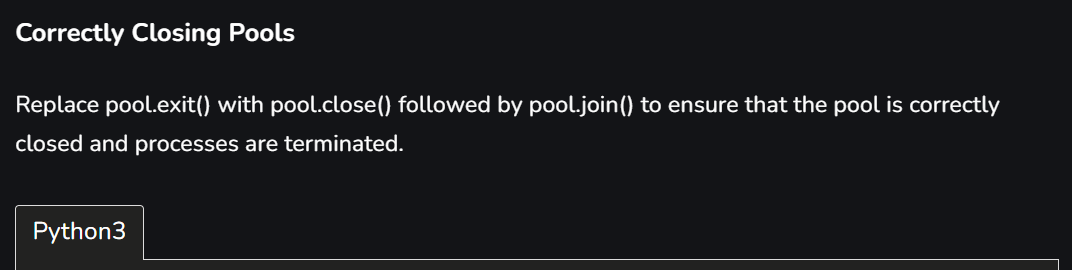 Correctly Closing Pools
Replace pool.exit() with pool.close() followed by pool.join() to ensure that the pool is correctly
closed and processes are terminated.
Python3